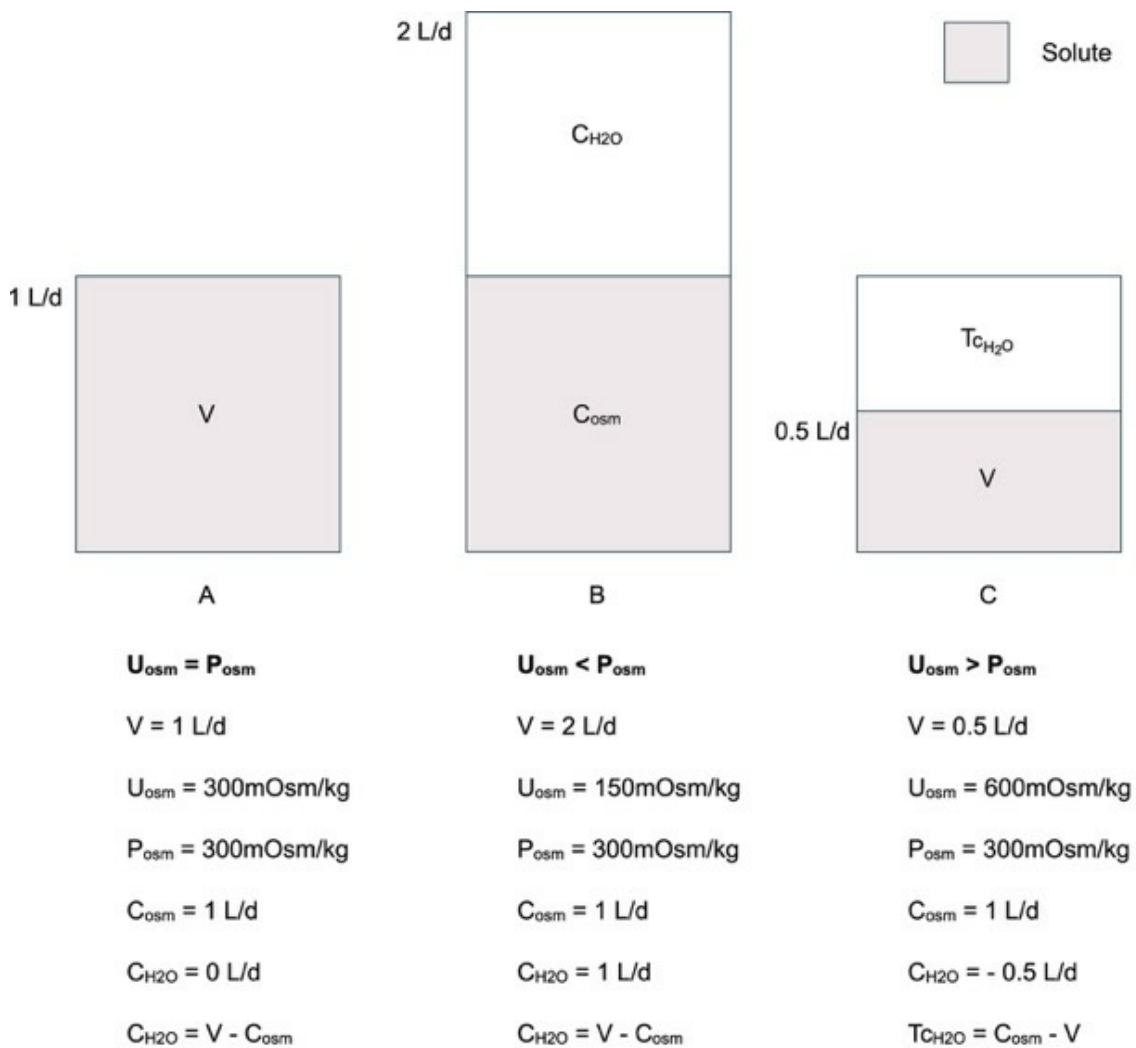 2 L/d
Solute
C_H2O
1 L/d
V
C_osm
Tc_H₂O
0.5 L/d
V
A B C
U_osm = P_osm U_osm < P_osm U_osm > P_osm
V = 1 L/d V = 2 L/d V = 0.5 L/d
U_osm = 300mOsm/kg U_osm = 150mOsm/kg U_osm = 600mOsm/kg
P_osm = 300mOsm/kg P_osm = 300mOsm/kg P_osm = 300mOsm/kg
C_osm = 1 L/d C_osm = 1 L/d C_osm = 1 L/d
C_H2O = 0 L/d C_H2O = 1 L/d C_H2O = - 0.5 L/d
C_H2O = V - C_osm C_H2O = V - C_osm Tc_H2O = C_osm - V